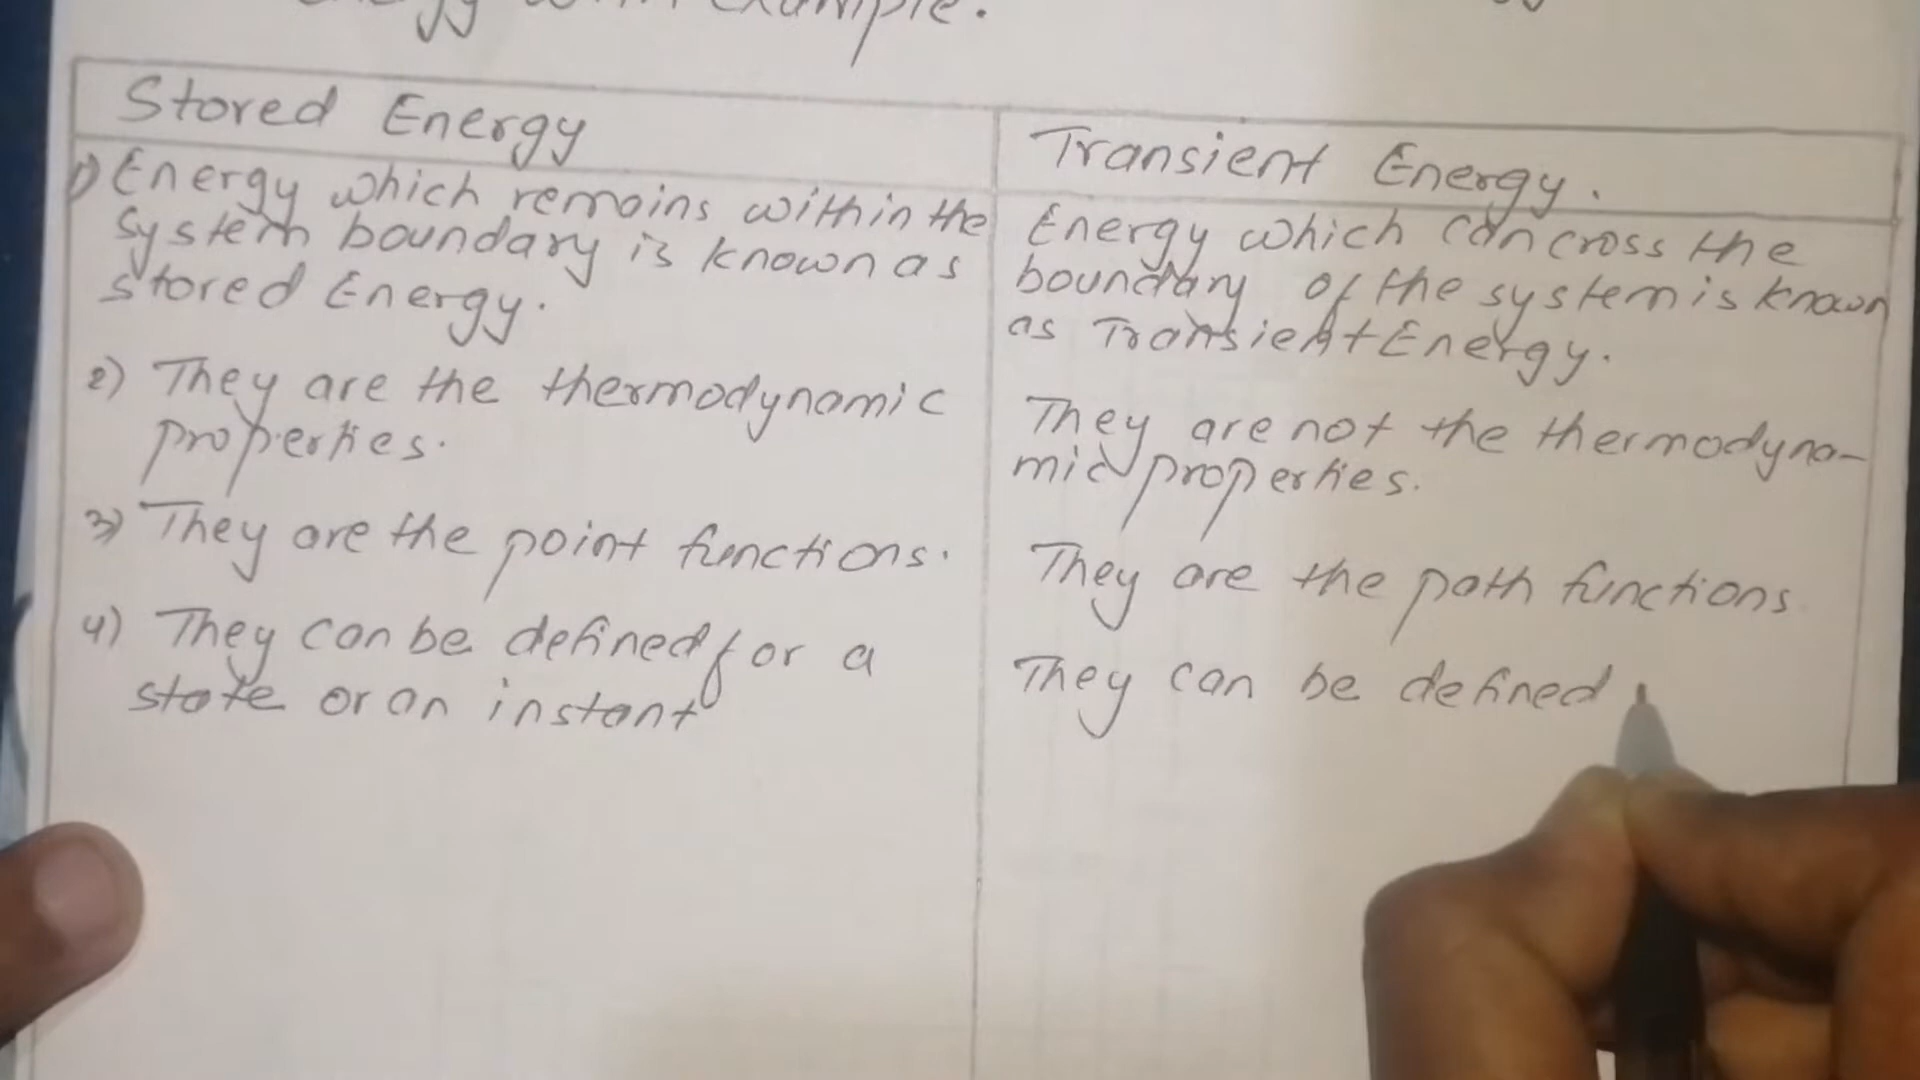 with example.
Stored Energy
1) Energy which remains within the
system boundary is known as
stored Energy.
2) They are the thermodynamic
properties.
3) They are the point functions.
4) They can be defined for a
state or an instant
Transient Energy.
Energy which can cross the
boundary of the system is known
as Transient Energy.
They are not the thermodyna-
mic properties.
They are the path functions
They can be defined